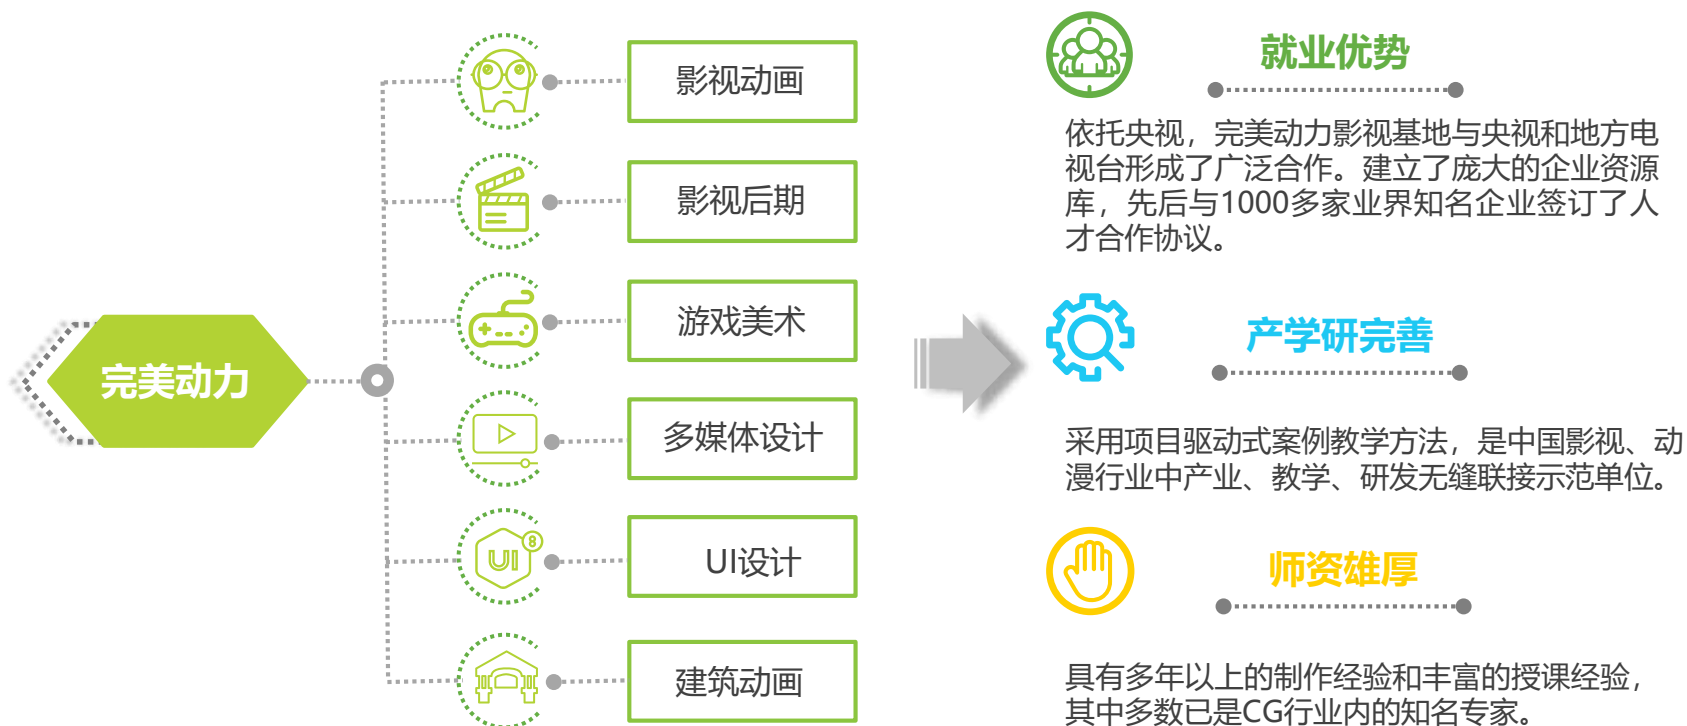 完美动力
影视动画
影视后期
游戏美术
多媒体设计
UI
8
UI设计
建筑动画
就业优势
依托央视，完美动力影视基地与央视和地方电
视台形成了广泛合作。建立了庞大的企业资源
库，先后与1000多家业界知名企业签订了人
才合作协议。
产学研完善
采用项目驱动式案例教学方法，是中国影视、动
漫行业中产业、教学、研发无缝联接示范单位。
师资雄厚
具有多年以上的制作经验和丰富的授课经验，
其中多数已是CG行业内的知名专家。